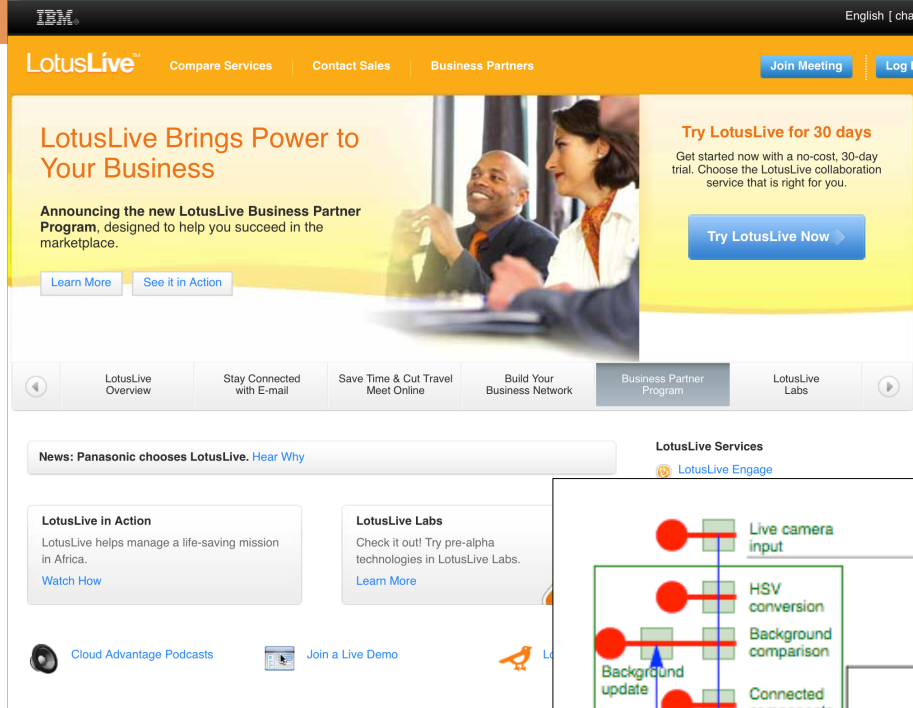 IBM
English [ cha
LotusLive™
Compare Services
Contact Sales
Business Partners
Join Meeting
Log I
LotusLive Brings Power to
Your Business
Announcing the new LotusLive Business Partner
Program, designed to help you succeed in the
marketplace.
Learn More
See it in Action
Try LotusLive for 30 days
Get started now with a no-cost, 30-day
trial. Choose the LotusLive collaboration
service that is right for you.
Try LotusLive Now
LotusLive
Overview
Stay Connected
with E-mail
Save Time & Cut Travel
Meet Online
Build Your
Business Network
Business Partner
Program
LotusLive
Labs
News: Panasonic chooses LotusLive. Hear Why
LotusLive Services
LotusLive Engage
LotusLive in Action
LotusLive helps manage a life-saving mission
in Africa.
Watch How
LotusLive Labs
Check it out! Try pre-alpha
technologies in LotusLive Labs.
Learn More
Cloud Advantage Podcasts
Join a Live Demo
Lo
Live camera
input
HSV
conversion
Background
comparison
Background
update
Connected